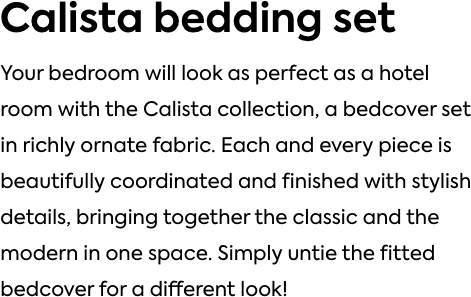 Calista bedding set
Your bedroom will look as perfect as a hotel
room with the Calista collection, a bedcover set
in richly ornate fabric. Each and every piece is
beautifully coordinated and finished with stylish
details, bringing together the classic and the
modern in one space. Simply untie the fitted
bedcover for a different look!